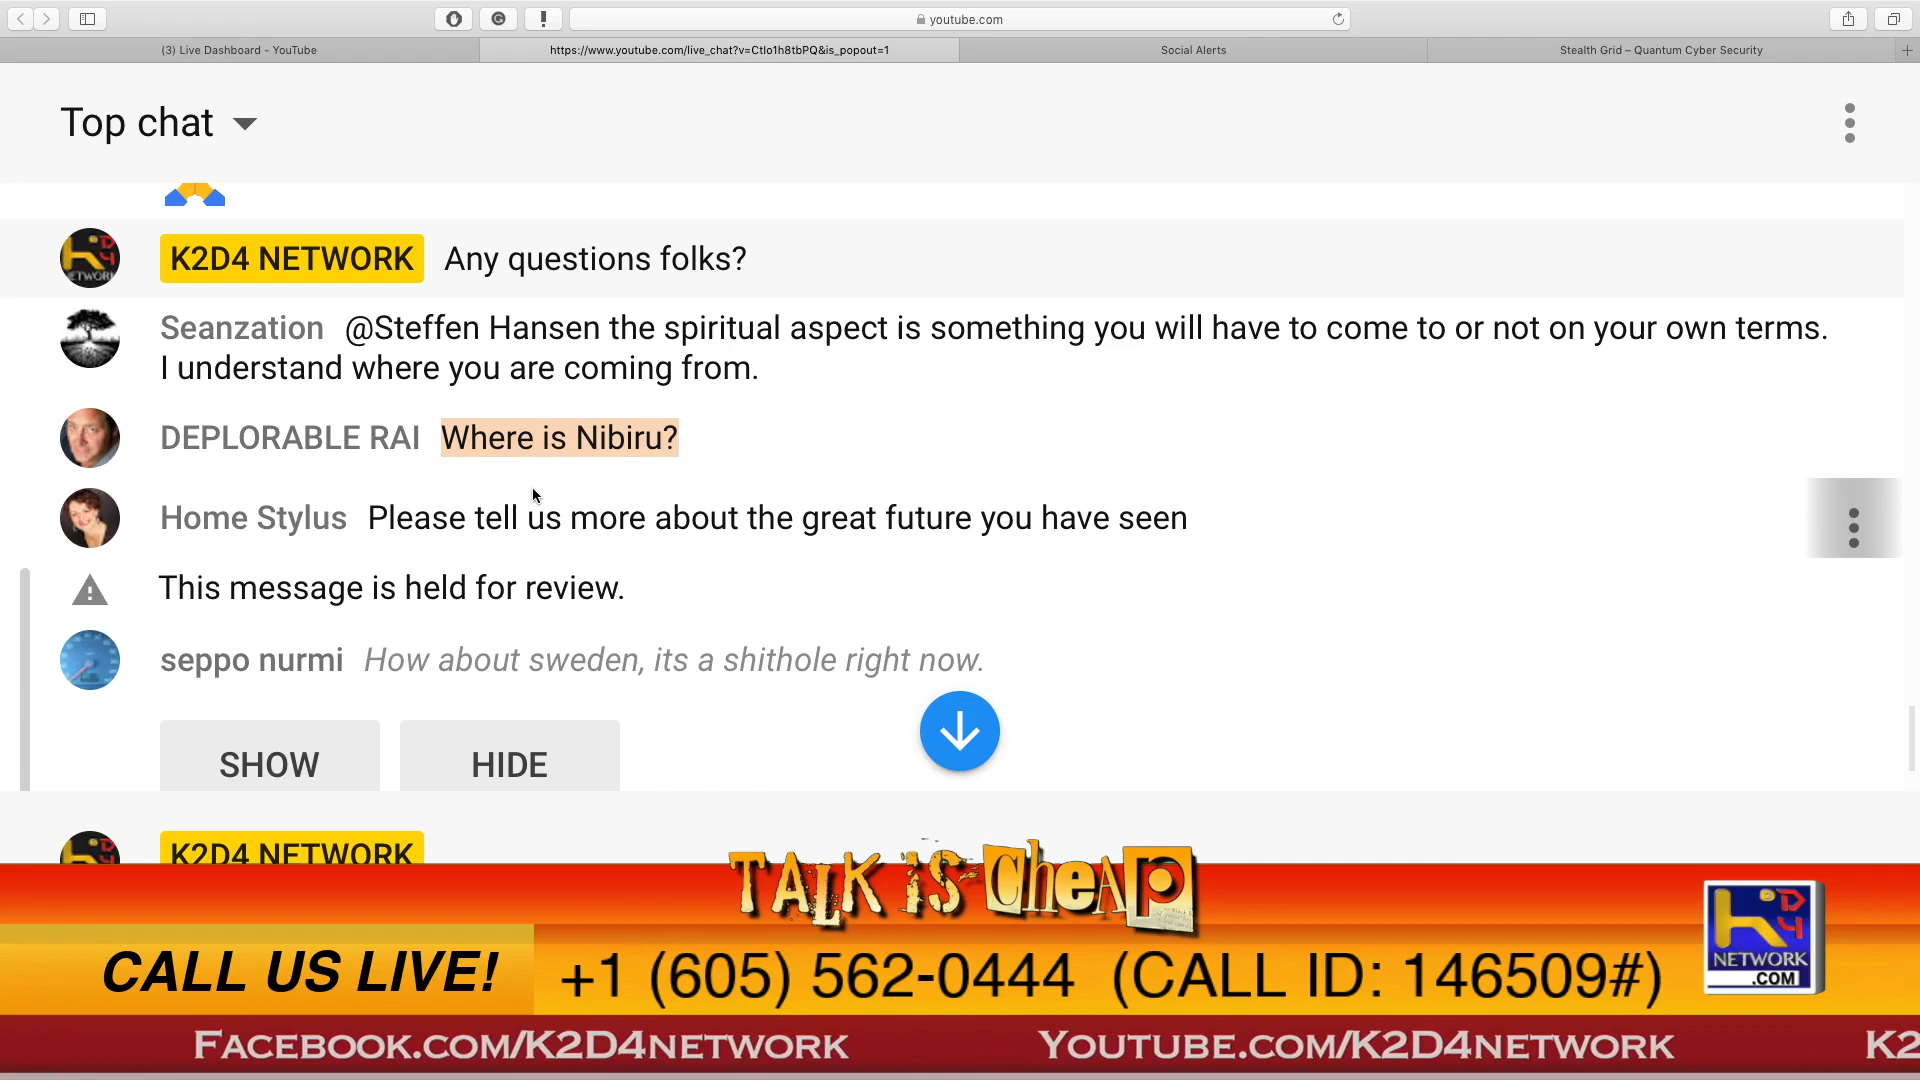 youtube.com
(3) Live Dashboard - YouTube
https://www.youtube.com/live_chat?v=Ctlo1h8tbPQ&is_popout=1
Social Alerts
Stealth Grid – Quantum Cyber Security
Top chat
K2D4 NETWORK Any questions folks?
Seanzation @Steffen Hansen the spiritual aspect is something you will have to come to or not on your own terms.
I understand where you are coming from.
DEPLORABLE RAI Where is Nibiru?
Home Stylus Please tell us more about the great future you have seen
This message is held for review.
seppo nurmi How about sweden, its a shithole right now.
SHOW
HIDE
K2D4 NETWORK
TALK iS CHeAP
CALL US LIVE!
+1 (605) 562-0444 (CALL ID: 146509#)
K2D4
NETWORK
.COM
FACEBOOK.COM/K2D4NETWORK
YOUTUBE.COM/K2D4NETWORK
K2